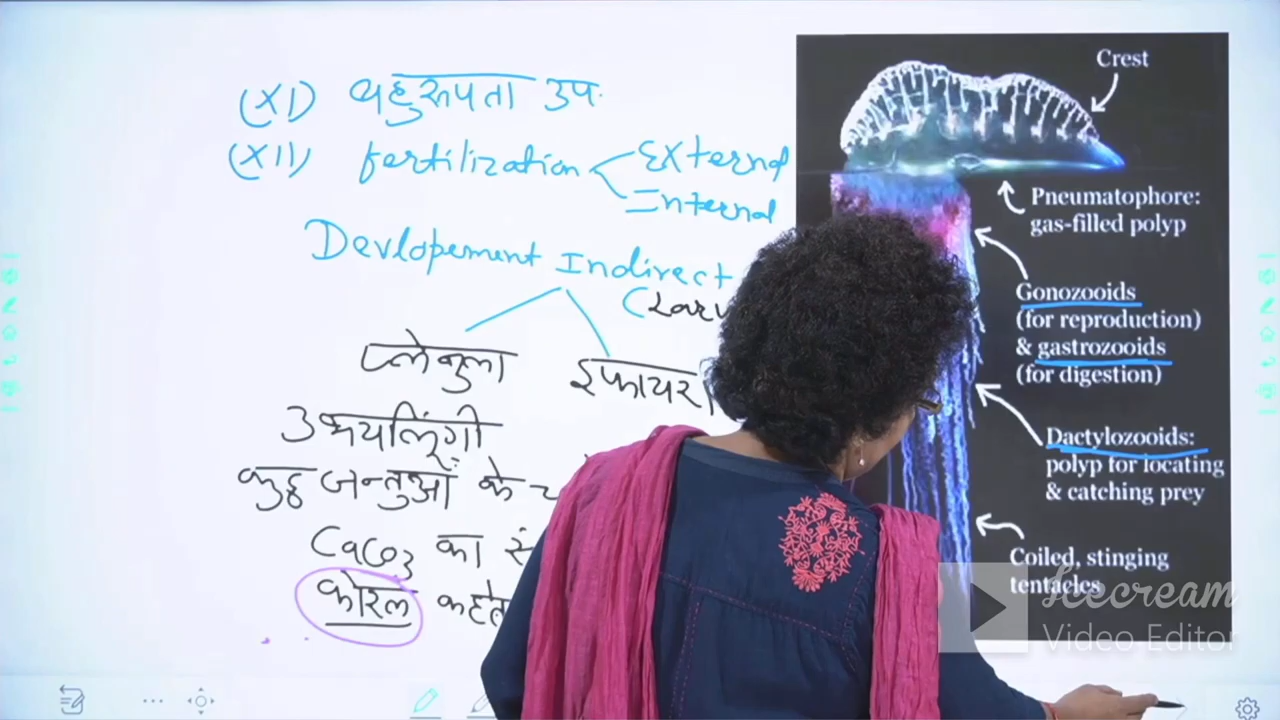 (XI) बहुरूपता उप.
(XII) fertilization External
Internal
Devlopement Indirect
प्लेनुला इफायरा
उभयलिंगी
कुछ जन्तुओं के
CaCO3 का
कोरल कहते
Crest
Pneumatophore:
gas-filled polyp
Gonozooids
(for reproduction)
& gastrozooids
(for digestion)
Dactylozooids:
polyp for locating
& catching prey
Coiled, stinging
tentacles
Icecream
Video Editor